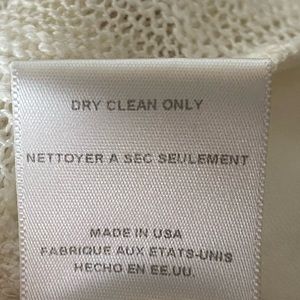 DRY CLEAN ONLY
NETTOYER A SEC SEULEMENT
MADE IN USA
FABRIQUE AUX ETATS-UNIS
HECHO EN EE.UU.